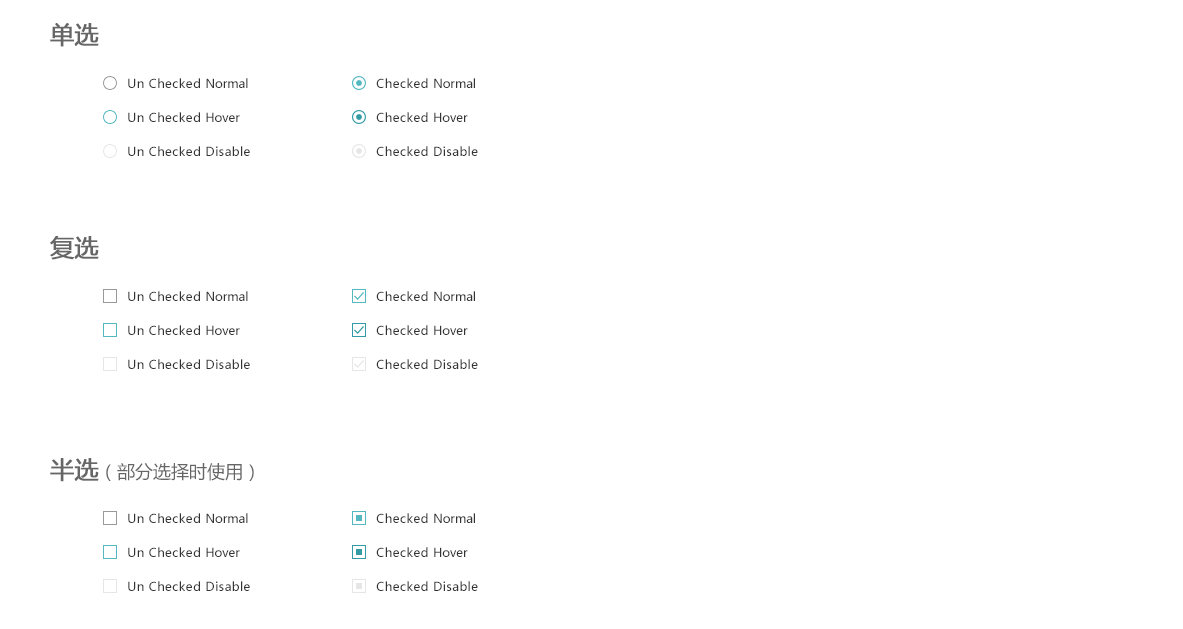 单选
Un Checked Normal Checked Normal
Un Checked Hover Checked Hover
Un Checked Disable Checked Disable
复选
Un Checked Normal Checked Normal
Un Checked Hover Checked Hover
Un Checked Disable Checked Disable
半选（部分选择时使用）
Un Checked Normal Checked Normal
Un Checked Hover Checked Hover
Un Checked Disable Checked Disable